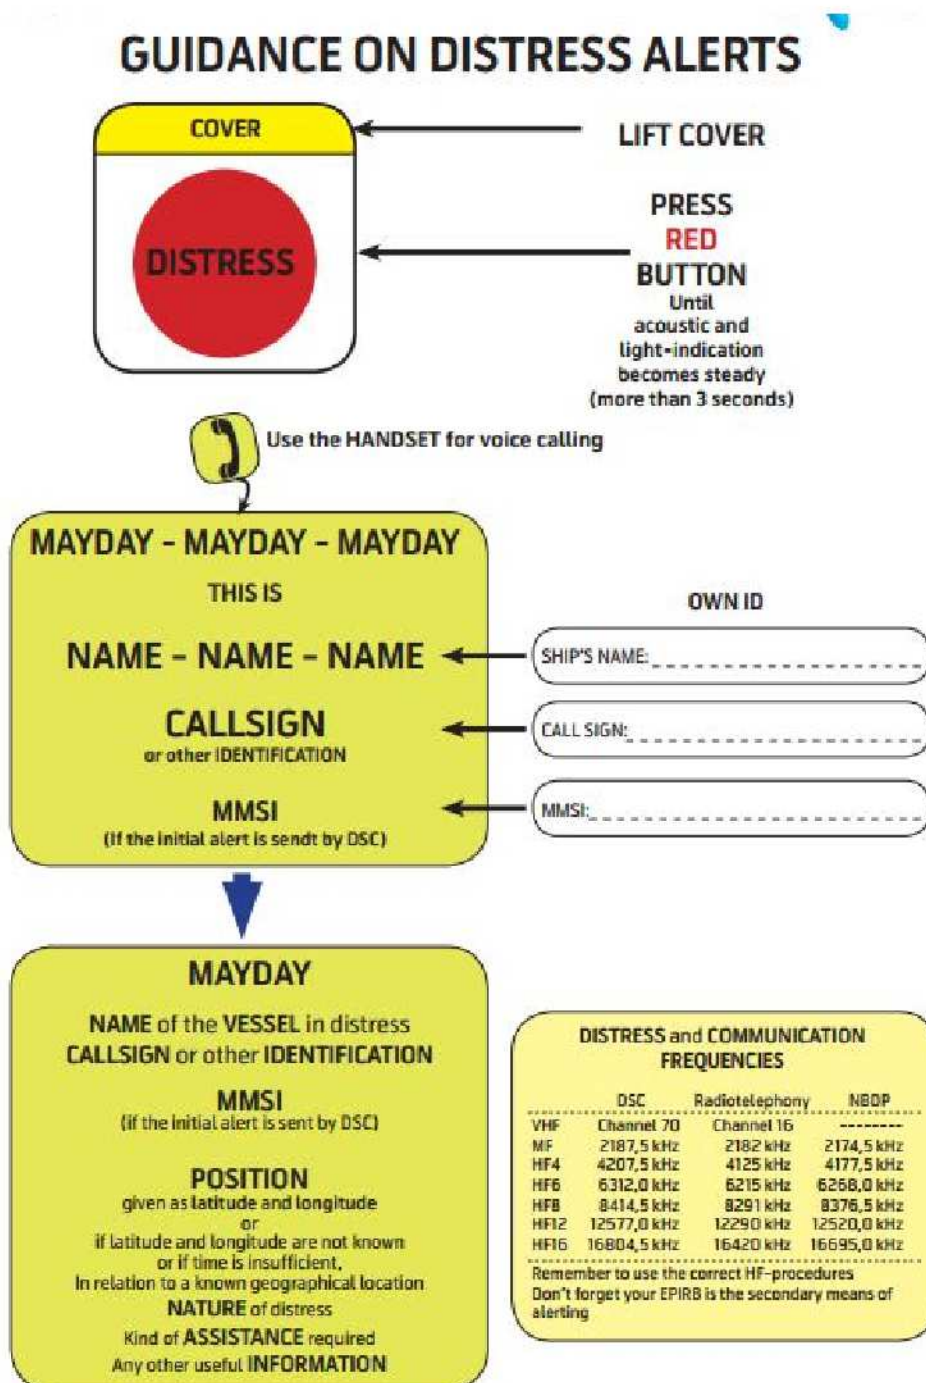 GUIDANCE ON DISTRESS ALERTS
COVER
LIFT COVER
DISTRESS
PRESS
RED
BUTTON
Until
acoustic and
light-indication
becomes steady
(more than 3 seconds)
Use the HANDSET for voice calling
MAYDAY - MAYDAY - MAYDAY
THIS IS
NAME - NAME - NAME
CALLSIGN
or other IDENTIFICATION
MMSI
(If the initial alert is sendt by DSC)
OWN ID
SHIP'S NAME:
CALL SIGN:
MMSI:
MAYDAY
NAME of the VESSEL in distress
CALLSIGN or other IDENTIFICATION
MMSI
(if the initial alert is sent by DSC)
POSITION
given as latitude and longitude
or
if latitude and longitude are not known
or if time is insufficient,
In relation to a known geographical location
NATURE of distress
Kind of ASSISTANCE required
Any other useful INFORMATION
DISTRESS and COMMUNICATION
FREQUENCIES
DSC Radiotelephony NBDP
VHF Channel 70 Channel 16 --------
MF 2187,5 kHz 2182 kHz 2174,5 kHz
HF4 4207,5 kHz 4125 kHz 4177,5 kHz
HF6 6312,0 kHz 6215 kHz 6268,0 kHz
HF8 8414,5 kHz 8291 kHz 8376,5 kHz
HF12 12577,0 kHz 12290 kHz 12520,0 kHz
HF16 16804,5 kHz 16420 kHz 16695,0 kHz
Remember to use the correct HF-procedures
Don't forget your EPIRB is the secondary means of
alerting